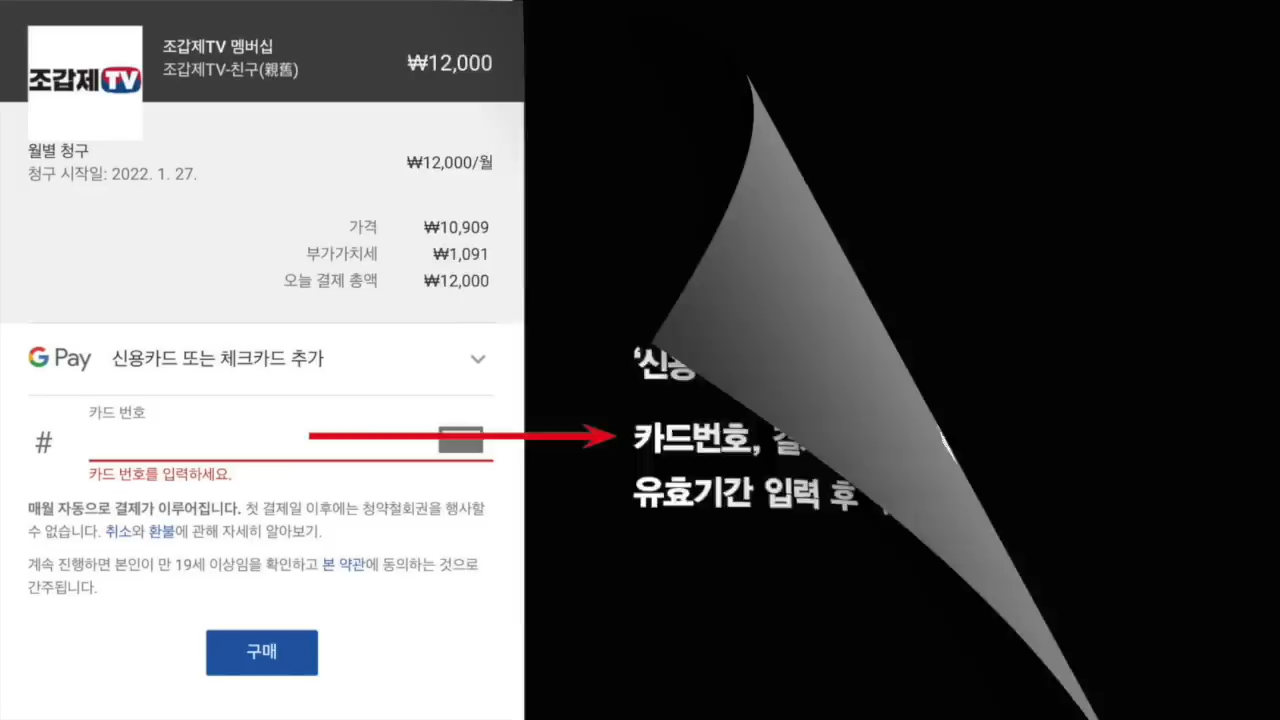 조갑제TV
조갑제TV 멤버십
조갑제TV-친구(親舊)
₩12,000
월별 청구
청구 시작일: 2022. 1. 27.
₩12,000/월
가격 ₩10,909
부가가치세 ₩1,091
오늘 결제 총액 ₩12,000
G Pay 신용카드 또는 체크카드 추가
카드 번호
#
카드 번호를 입력하세요.
매월 자동으로 결제가 이루어집니다. 첫 결제일 이후에는 청약철회권을 행사할
수 없습니다. 취소와 환불에 관해 자세히 알아보기.
계속 진행하면 본인이 만 19세 이상임을 확인하고 본 약관에 동의하는 것으로
간주됩니다.
구매
‘신용
카드번호,
유효기간 입력 후